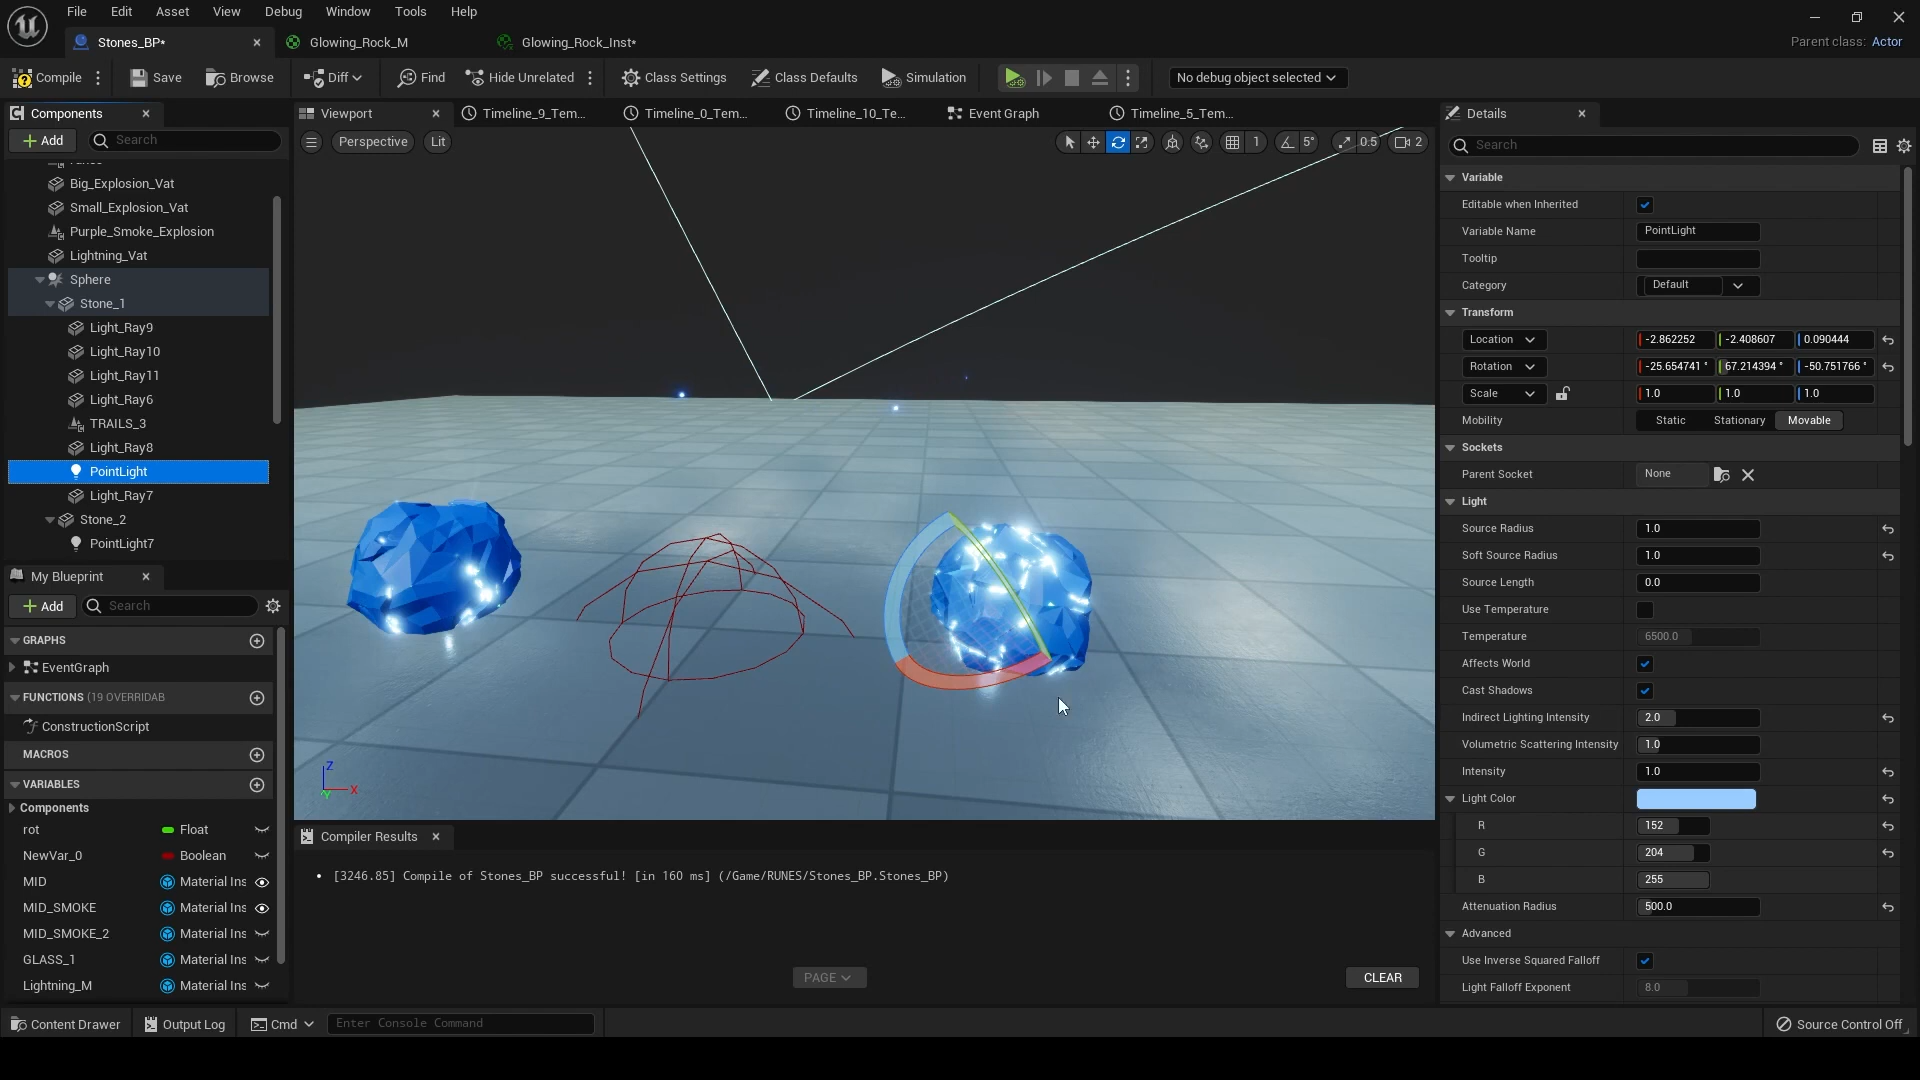 File Edit Asset View Debug Window Tools Help
Stones_BP* Glowing_Rock_M Glowing_Rock_Inst* Parent class: Actor
Compile Save Browse Diff Find Hide Unrelated Class Settings Class Defaults Simulation No debug object selected
Components
Add Search
Big_Explosion_Vat
Small_Explosion_Vat
Purple_Smoke_Explosion
Lightning_Vat
Sphere
Stone_1
Light_Ray9
Light_Ray10
Light_Ray11
Light_Ray6
TRAILS_3
Light_Ray8
PointLight
Light_Ray7
Stone_2
PointLight7
My Blueprint
Add Search
GRAPHS
EventGraph
FUNCTIONS (19 OVERRIDAB
ConstructionScript
MACROS
VARIABLES
Components
rot Float
NewVar_0 Boolean
MID Material Ins
MID_SMOKE Material Ins
MID_SMOKE_2 Material Ins
GLASS_1 Material Ins
Lightning_M Material Ins
Viewport Timeline_9_Tem... Timeline_0_Tem... Timeline_10_Te... Event Graph Timeline_5_Tem...
Perspective Lit 1 5° 0.5 2
Z
X
Y
Compiler Results
• [3246.85] Compile of Stones_BP successful! [in 160 ms] (/Game/RUNES/Stones_BP.Stones_BP)
PAGE CLEAR
Details
Search
Variable
Editable when Inherited
Variable Name PointLight
Tooltip
Category Default
Transform
Location -2.862252 -2.408607 0.090444
Rotation -25.654741 ° 67.214394 ° -50.751766 °
Scale 1.0 1.0 1.0
Mobility Static Stationary Movable
Sockets
Parent Socket None
Light
Source Radius 1.0
Soft Source Radius 1.0
Source Length 0.0
Use Temperature
Temperature 6500.0
Affects World
Cast Shadows
Indirect Lighting Intensity 2.0
Volumetric Scattering Intensity 1.0
Intensity 1.0
Light Color
R 152
G 204
B 255
Attenuation Radius 500.0
Advanced
Use Inverse Squared Falloff
Light Falloff Exponent 8.0
Content Drawer Output Log Cmd Enter Console Command Source Control Off